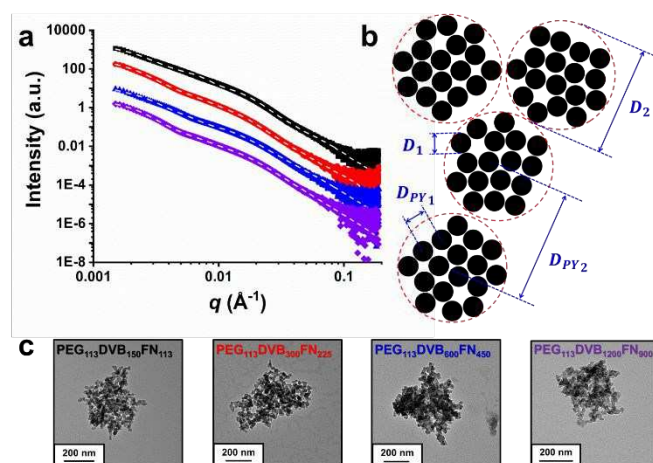 a
b
10000
100
1
0.01
1E-4
1E-6
1E-8
Intensity (a.u.)
0.001
0.01
0.1
q (Å⁻¹)
D₂
D₁
D_PY₁
D_PY₂
c
PEG₁₁₃DVB₁₅₀FN₁₁₃
PEG₁₁₃DVB₃₀₀FN₂₂₅
PEG₁₁₃DVB₆₀₀FN₄₅₀
PEG₁₁₃DVB₁₂₀₀FN₉₀₀
200 nm
200 nm
200 nm
200 nm